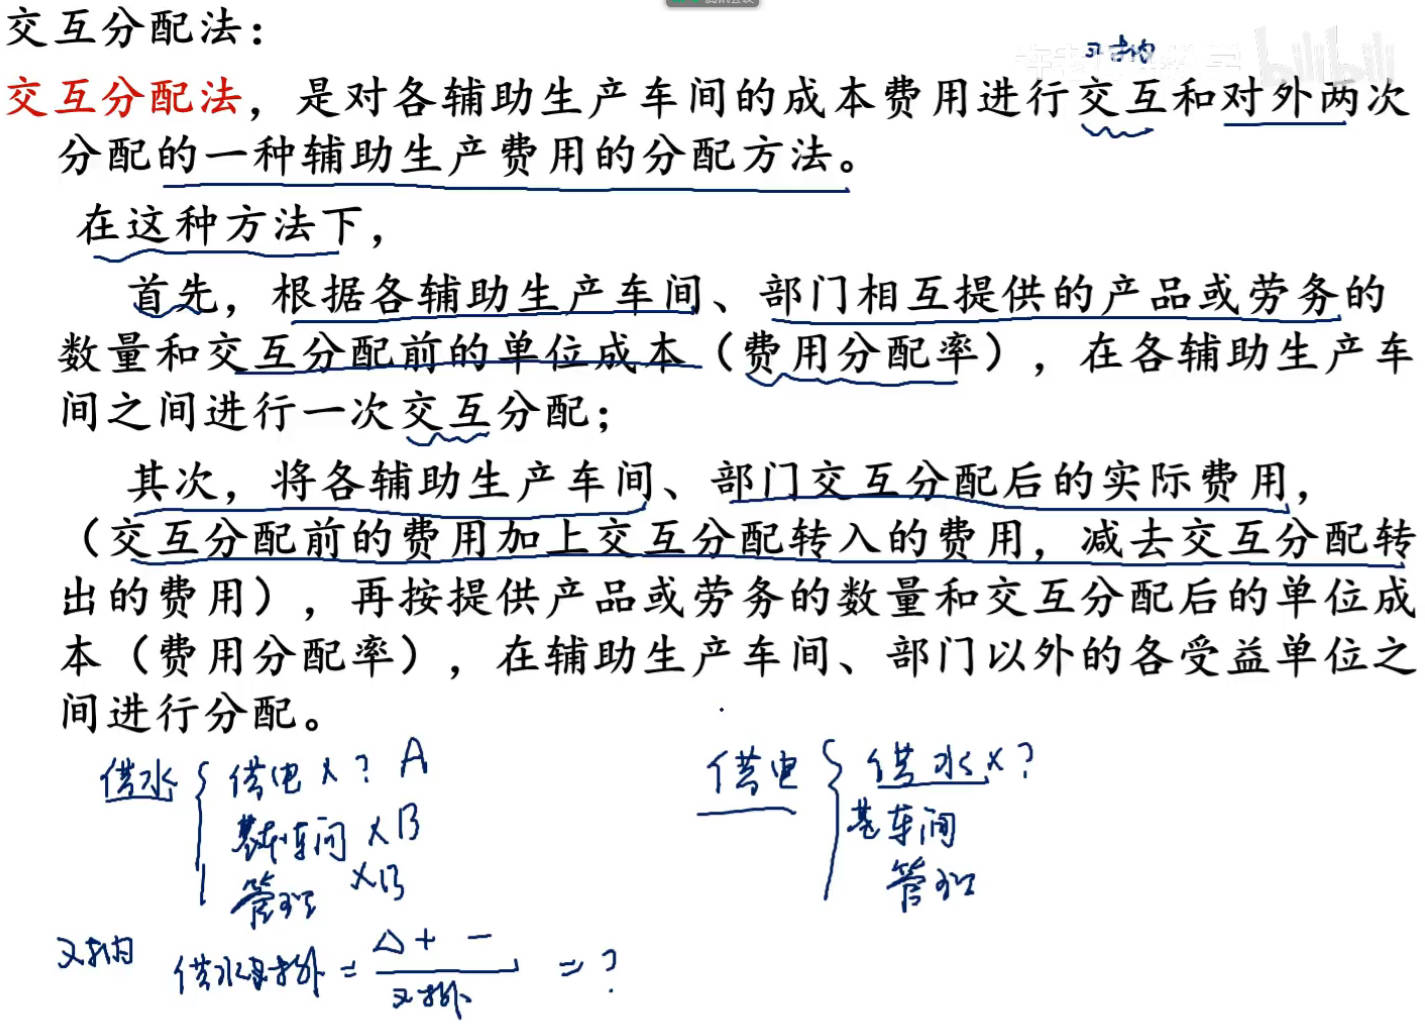 交互分配法：
bilibili
交互分配法，是对各辅助生产车间的成本费用进行交互和对外两次
分配的一种辅助生产费用的分配方法。
在这种方法下，
首先，根据各辅助生产车间、部门相互提供的产品或劳务的
数量和交互分配前的单位成本（费用分配率），在各辅助生产车
间之间进行一次交互分配；
其次，将各辅助生产车间、部门交互分配后的实际费用，
（交互分配前的费用加上交互分配转入的费用，减去交互分配转
出的费用），再按提供产品或劳务的数量和交互分配后的单位成
本（费用分配率），在辅助生产车间、部门以外的各受益单位之
间进行分配。
供水 供电 x ? A
基本车间 x B
管理 x B
供电 供水 x ?
基车间
管理
对内
供水 对外 = △ + − / 对外 = ?